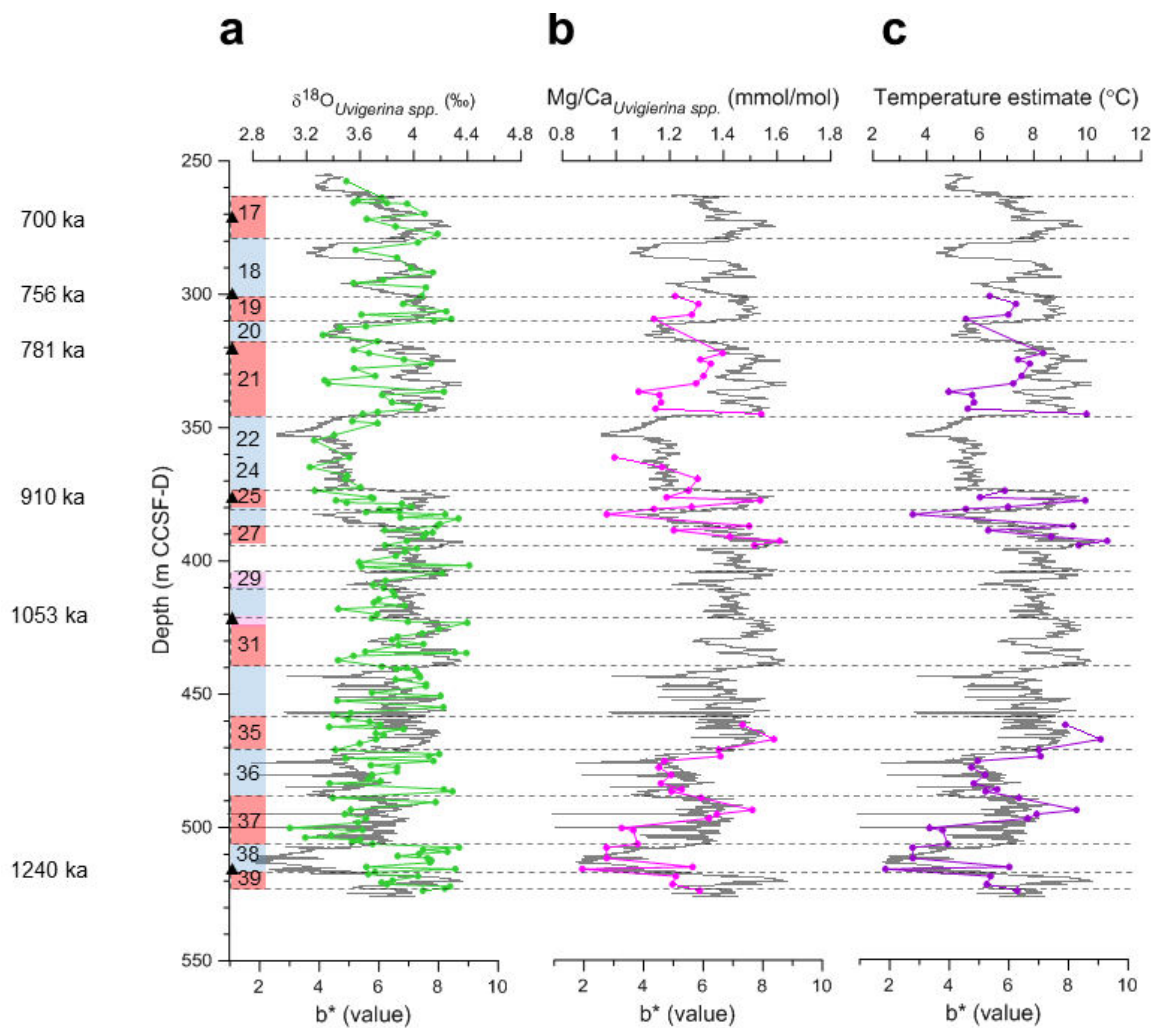 a b c
δ18O Uvigerina spp. (‰) Mg/Ca Uvigierina spp. (mmol/mol) Temperature estimate (°C)
2.8 3.2 3.6 4 4.4 4.8 0.8 1 1.2 1.4 1.6 1.8 2 4 6 8 10 12
250
17
700 ka
18
756 ka 300
19
20
781 ka
21
350
22
-
24
910 ka 25
27
400
29
1053 ka
31
450
35
36
37
500
38
1240 ka
39
550
Depth (m CCSF-D)
2 4 6 8 10 2 4 6 8 10 2 4 6 8 10
b* (value) b* (value) b* (value)